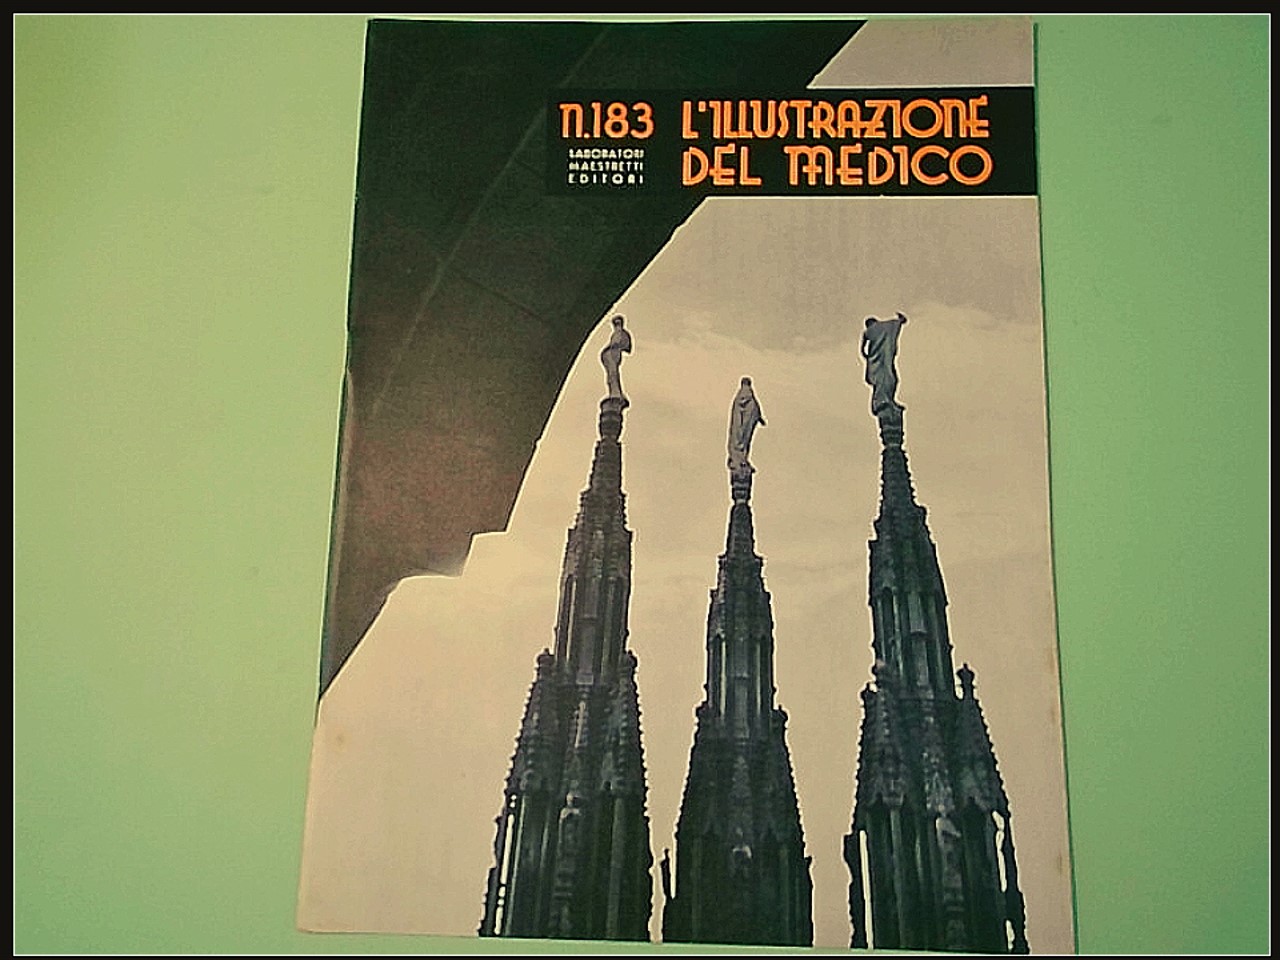 n.183
LABORATORI
MAESTRETTI
EDITORI
L'ILLUSTRAZIONE
DEL MEDICO